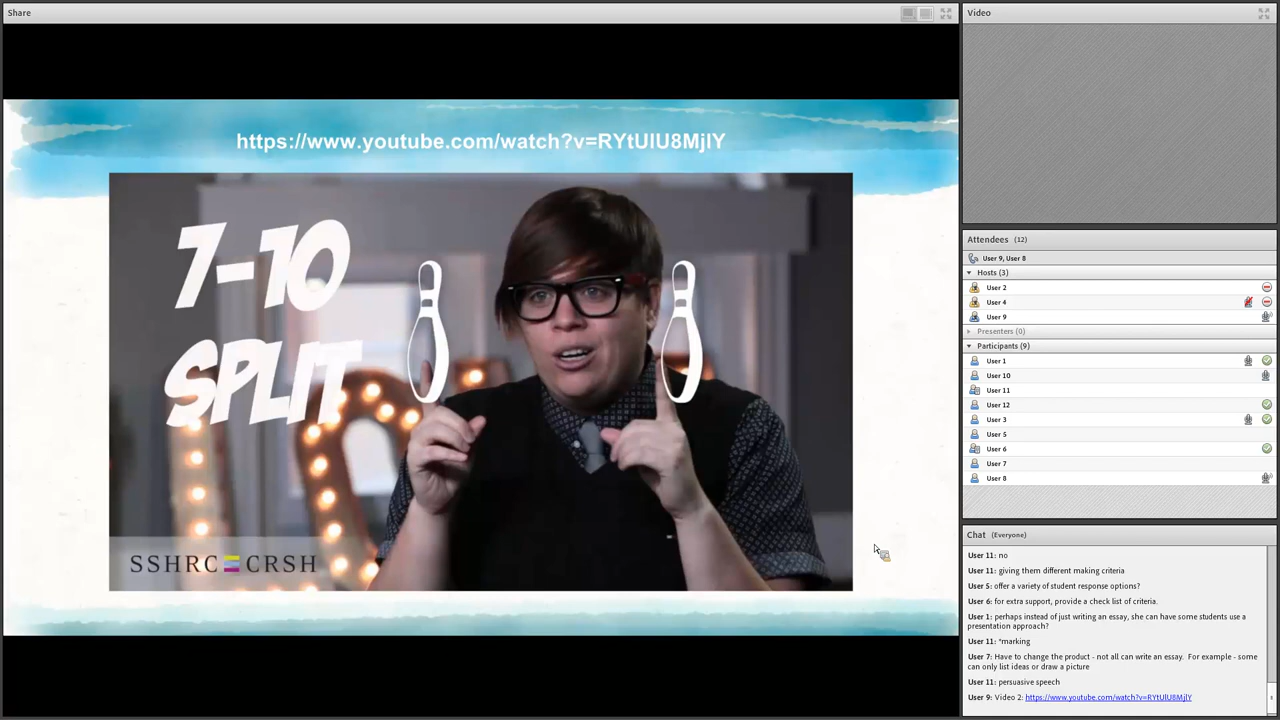 Share
Video
https://www.youtube.com/watch?v=RYtUlU8MjlY
7-10
SPLIT
SSHRC CRSH
Attendees (12)
User 9, User 8
Hosts (3)
User 2
User 4
User 9
Presenters (0)
Participants (9)
User 1
User 10
User 11
User 12
User 3
User 5
User 6
User 7
User 8
Chat (Everyone)
User 11: no
User 11: giving them different making criteria
User 5: offer a variety of student response options?
User 6: for extra support, provide a check list of criteria.
User 1: perhaps instead of just writing an essay, she can have some students use a
presentation approach?
User 11: *marking
User 7: Have to change the product - not all can write an essay. For example - some
can only list ideas or draw a picture
User 11: persuasive speech
User 9: Video 2: https://www.youtube.com/watch?v=RYtUlU8MjlY